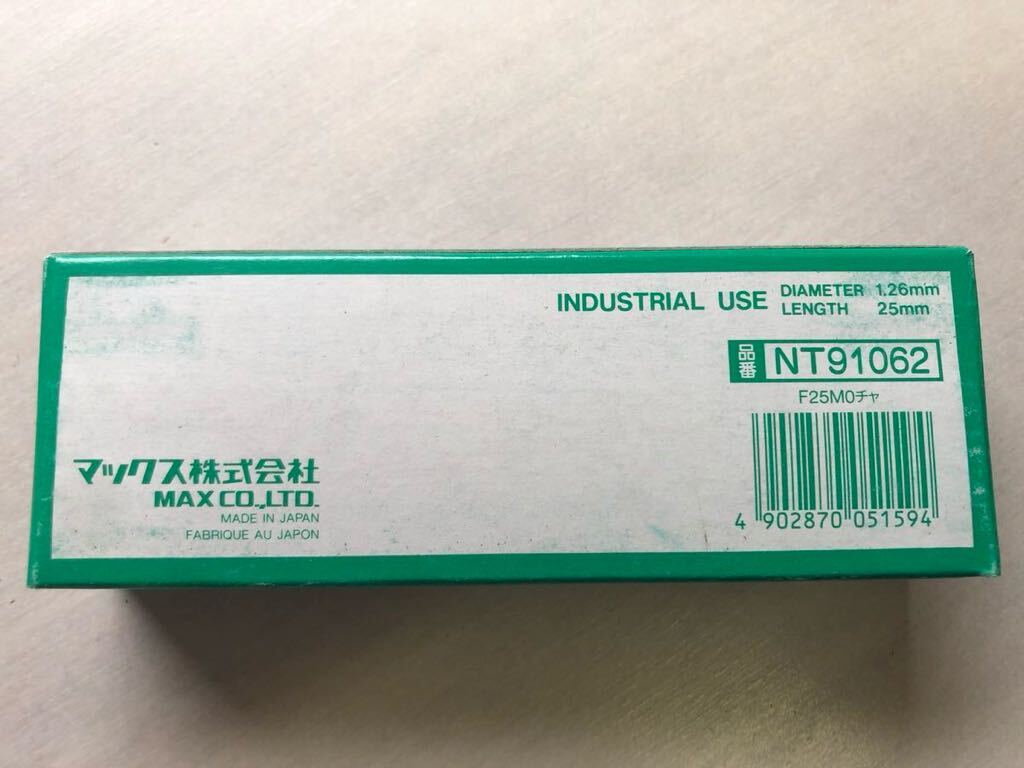 INDUSTRIAL USE
DIAMETER 1.26mm
LENGTH 25mm
品番 NT91062
F25M0チャ
4 902870 051594
マックス株式会社
MAX CO.,LTD.
MADE IN JAPAN
FABRIQUE AU JAPON